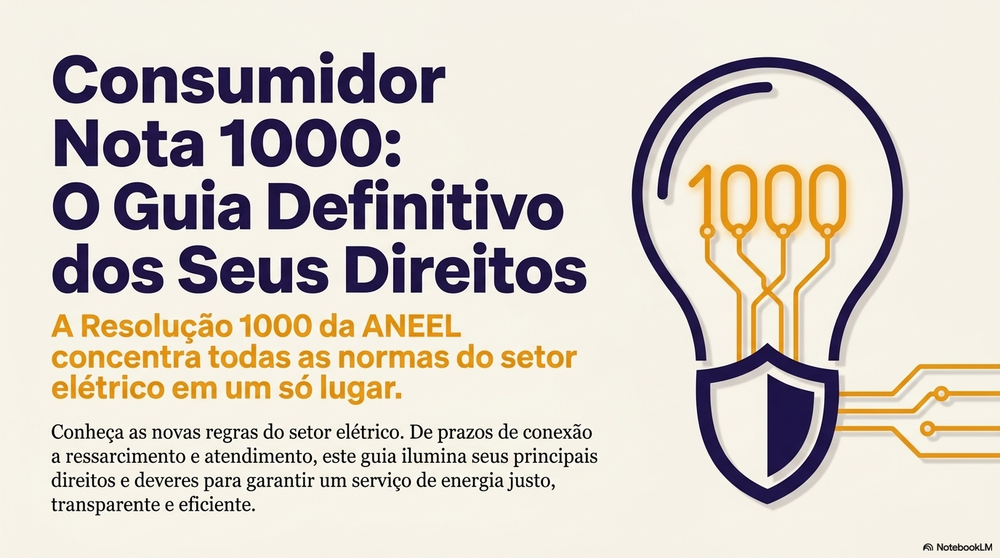 Consumidor
Nota 1000:
O Guia Definitivo
dos Seus Direitos
A Resolução 1000 da ANEEL
concentra todas as normas do setor
elétrico em um só lugar.
Conheça as novas regras do setor elétrico. De prazos de conexão
a ressarcimento e atendimento, este guia ilumina seus principais
direitos e deveres para garantir um serviço de energia justo,
transparente e eficiente.
1000
NotebookLM